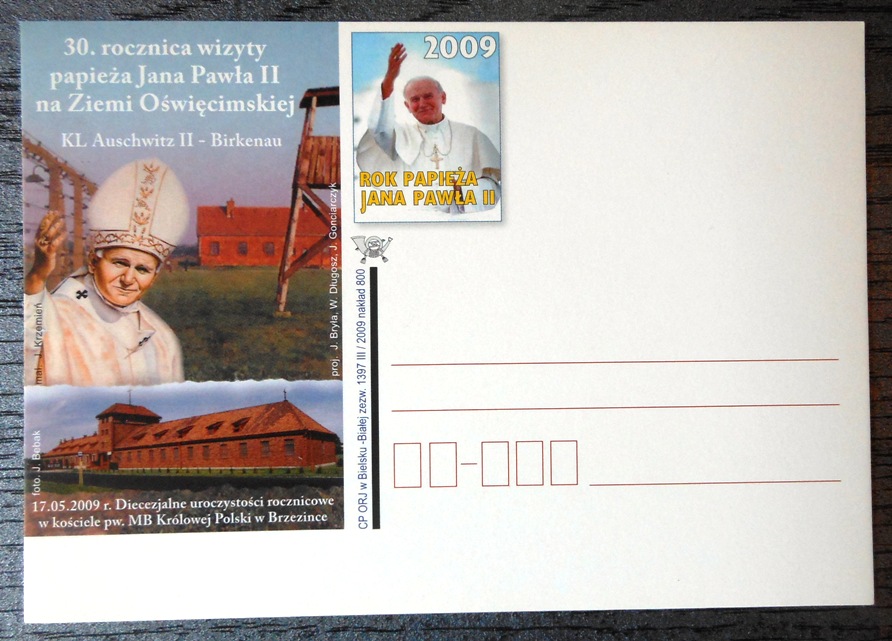 30. rocznica wizyty
papieża Jana Pawła II
na Ziemi Oświęcimskiej
KL Auschwitz II - Birkenau
mal. J. Krzemień
proj. J. Bryła, W. Długosz, J. Gonciarczyk
foto. J. Bebak
17.05.2009 r. Diecezjalne uroczystości rocznicowe
w kościele pw. MB Królowej Polski w Brzezince
2009
ROK PAPIEŻA
JANA PAWŁA II
CP ORJ w Bielsku -Białej zezw. 1397 III / 2009 nakład 800